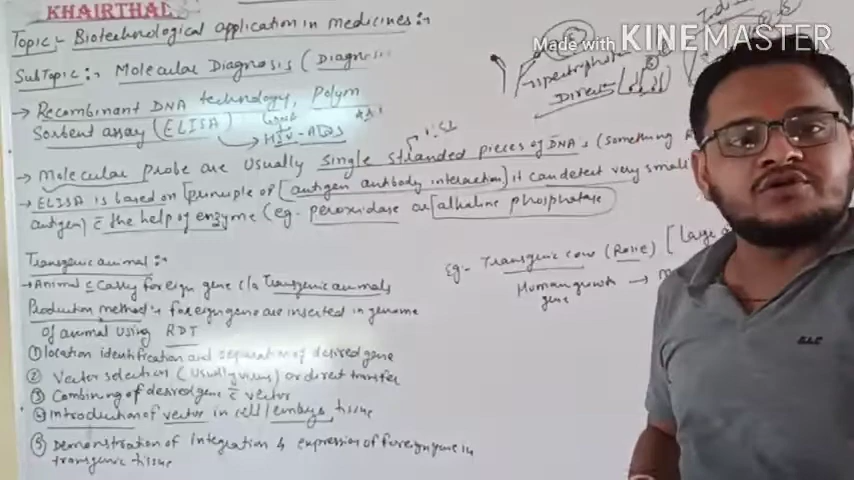 KHAIRTHAL
Made with KINEMASTER
Topic:- Biotechnological application in medicines:-
SubTopic:- Molecular Diagnosis (Diagnosis
→ Recombinant DNA technology, Polym
Sorbent assay (ELISA)
HIV-AIDS
spectrophoto
Direct
→ Molecular probe are usually single stranded pieces of DNA (something
→ ELISA is based on [principle of [antigen antibody interaction] it can detect very small
antigen) c̄ the help of enzyme (eg. peroxidase or alkaline phosphatase
Transgenic animal:-
→ Animal c̄ carry foreign gene c/a Transgenic animals
Production method:- foreign gene are inserted in genome
of animal using RDT
① location identification and separation of desired gene
② Vector selection (usually virus) or direct transfer
③ Combining of desired gene c̄ vector
④ Introduction of vector in cell/embryo, tissue
⑤ Demonstration of integration & expression of foreign gene in
transgenic tissue
Eg- Transgenic cow (Rosie) [Large
Human growth →
gene